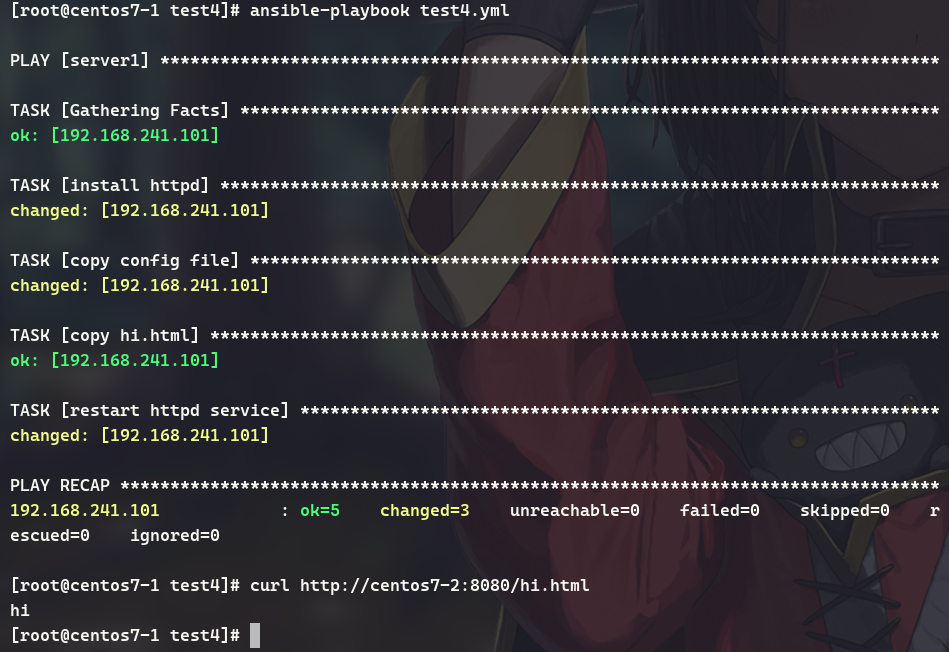 [root@centos7-1 test4]# ansible-playbook test4.yml
PLAY [server1] ******************************************************************************
TASK [Gathering Facts] **********************************************************************
ok: [192.168.241.101]
TASK [install httpd] ************************************************************************
changed: [192.168.241.101]
TASK [copy config file] *********************************************************************
changed: [192.168.241.101]
TASK [copy hi.html] *************************************************************************
ok: [192.168.241.101]
TASK [restart httpd service] ****************************************************************
changed: [192.168.241.101]
PLAY RECAP **********************************************************************************
192.168.241.101            : ok=5    changed=3    unreachable=0    failed=0    skipped=0    r
escued=0    ignored=0
[root@centos7-1 test4]# curl http://centos7-2:8080/hi.html
hi
[root@centos7-1 test4]#